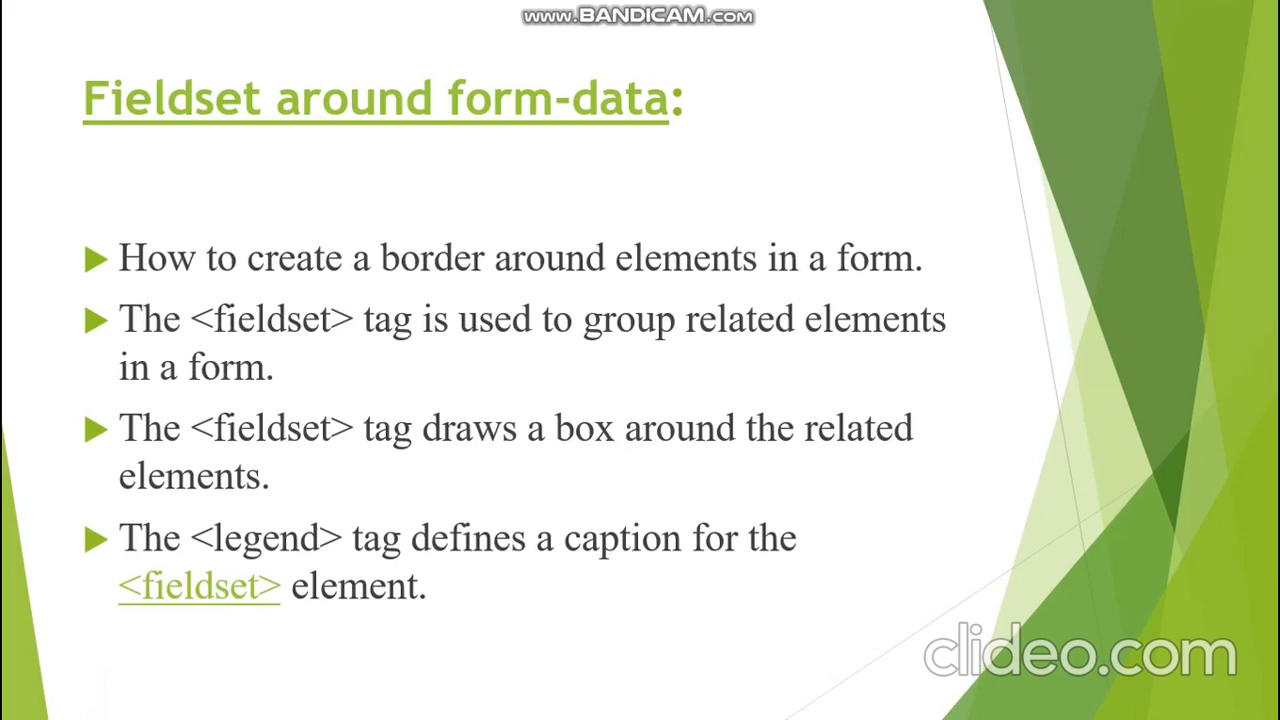 www.BANDICAM.com
Fieldset around form-data:
How to create a border around elements in a form.
The <fieldset> tag is used to group related elements
in a form.
The <fieldset> tag draws a box around the related
elements.
The <legend> tag defines a caption for the
<fieldset> element.
clideo.com